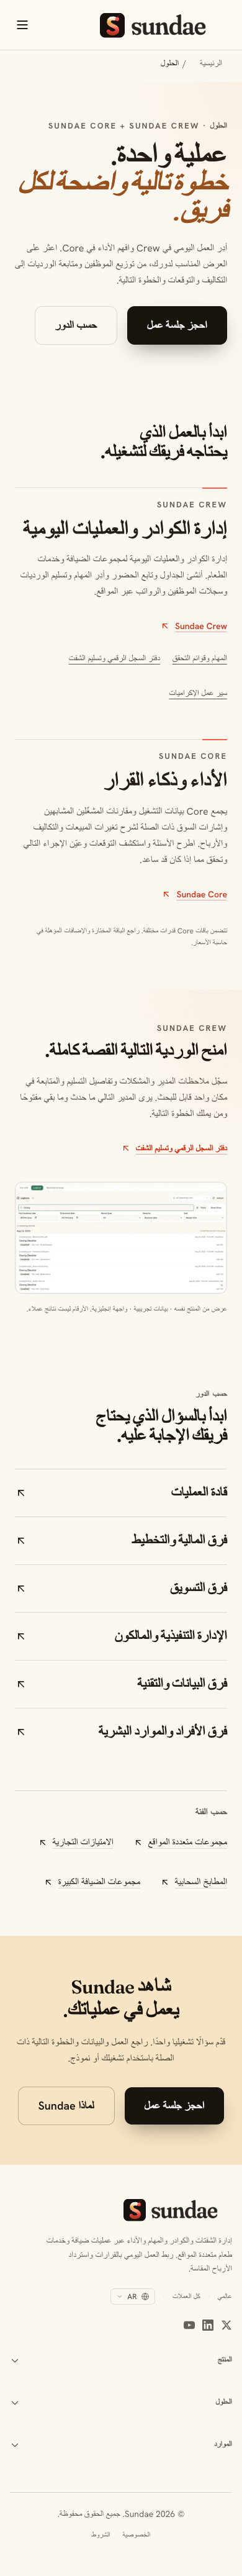 sundae
الرئيسية / الحلول
الحلول · SUNDAE CORE + SUNDAE CREW
عملية واحدة.
خطوة تالية واضحة لكل
فريق.
أدر العمل اليومي في Crew وافهم الأداء في Core. اعثر على
العرض المناسب لدورك، من توزيع الموظفين ومتابعة الورديات إلى
التكاليف والتوقعات والخطوة التالية.
احجز جلسة عمل
حسب الدور
ابدأ بالعمل الذي
يحتاجه فريقك لتشغيله.
SUNDAE CREW
إدارة الكوادر والعمليات اليومية
إدارة الكوادر والعمليات اليومية لمجموعات الضيافة وخدمات
الطعام. أنشئ الجداول وتابع الحضور وأدر المهام وتسليم الورديات
وسجلات الموظفين والرواتب عبر المواقع.
Sundae Crew
المهام وقوائم التحقق
دفتر السجل الرقمي وتسليم الشفت
سير عمل الإكراميات
SUNDAE CORE
الأداء وذكاء القرار
يجمع Core بيانات التشغيل ومقارنات المشغّلين المشابهين
وإشارات السوق ذات الصلة لشرح تغيرات المبيعات والتكاليف
والأرباح. اطرح الأسئلة واستكشف التوقعات وعيّن الإجراء التالي
وتحقق مما إذا كان قد ساعد.
Sundae Core
تتضمن باقات Core قدرات مختلفة. راجع الباقة المختارة والإضافات المؤهلة في
حاسبة الأسعار.
SUNDAE CREW
امنح الوردية التالية القصة كاملة.
سجّل ملاحظات المدير والمشكلات وتفاصيل التسليم والمتابعة في
مكان واحد قابل للبحث. يرى المدير التالي ما حدث وما بقي مفتوحًا
ومن يملك الخطوة التالية.
دفتر السجل الرقمي وتسليم الشفت
عرض من المنتج نفسه · بيانات تجريبية · واجهة إنجليزية. الأرقام ليست نتائج عملاء.
حسب الدور
ابدأ بالسؤال الذي يحتاج
فريقك الإجابة عليه.
قادة العمليات
فرق المالية والتخطيط
فرق التسويق
الإدارة التنفيذية والمالكون
فرق البيانات والتقنية
فرق الأفراد والموارد البشرية
حسب الفئة
مجموعات متعددة المواقع
الامتيازات التجارية
المطابخ السحابية
مجموعات الضيافة الكبيرة
شاهد Sundae
يعمل في عملياتك.
قدّم سؤالًا تشغيليًا واحدًا. راجع العمل والبيانات والخطوة التالية ذات
الصلة باستخدام تشغيلك أو نموذج.
احجز جلسة عمل
لماذا Sundae
sundae
إدارة الشفتات والكوادر والمهام والأداء عبر عمليات ضيافة وخدمات
طعام متعددة المواقع. ربط العمل اليومي بالقرارات واسترداد
الأرباح الفائتة.
عالمي · كل العملات · AR
المنتج
الحلول
الموارد
© 2026 Sundae. جميع الحقوق محفوظة.
الخصوصية
الشروط